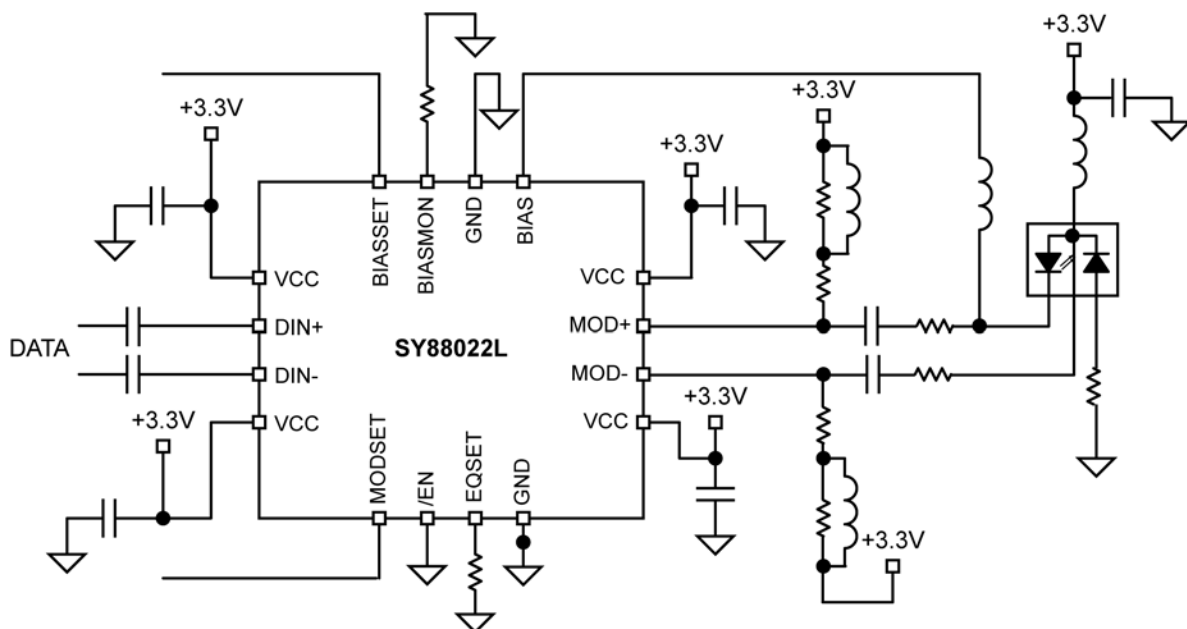 +3.3V
+3.3V
+3.3V
+3.3V
BIASSET
BIASMON
GND
BIAS
VCC
VCC
DIN+
MOD+
DATA
SY88022L
DIN-
MOD-
VCC
VCC
+3.3V
+3.3V
MODSET
/EN
EQSET
GND
+3.3V